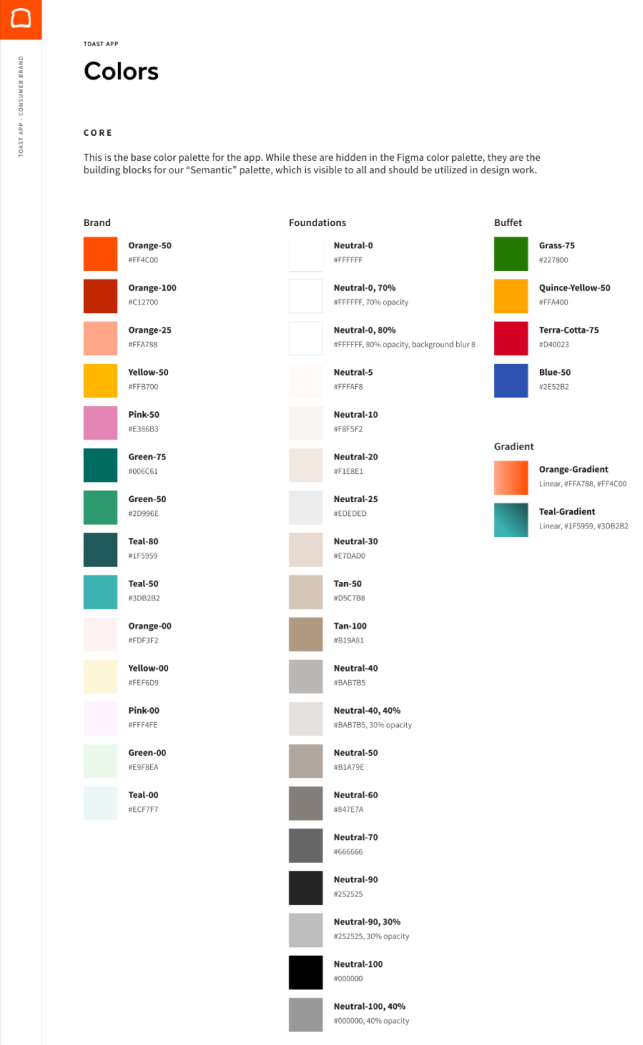 TOAST APP - CONSUMER BRAND
TOAST APP
Colors
CORE
This is the base color palette for the app. While these are hidden in the Figma color palette, they are the
building blocks for our “Semantic” palette, which is visible to all and should be utilized in design work.
Brand
Orange-50
#FF4C00
Orange-100
#C12700
Orange-25
#FFA788
Yellow-50
#FFB700
Pink-50
#E386B3
Green-75
#006C61
Green-50
#2D996E
Teal-80
#1F5959
Teal-50
#3DB2B2
Orange-00
#FDF3F2
Yellow-00
#FEF6D9
Pink-00
#FFF4FE
Green-00
#E9F8EA
Teal-00
#ECF7F7
Foundations
Neutral-0
#FFFFFF
Neutral-0, 70%
#FFFFFF, 70% opacity
Neutral-0, 80%
#FFFFFF, 80% opacity, background blur 8
Neutral-5
#FFFAF8
Neutral-10
#F8F5F2
Neutral-20
#F1E8E1
Neutral-25
#EDEDED
Neutral-30
#E7DAD0
Tan-50
#D5C7B8
Tan-100
#B19A81
Neutral-40
#BAB7B5
Neutral-40, 40%
#BAB7B5, 30% opacity
Neutral-50
#B1A79E
Neutral-60
#847E7A
Neutral-70
#666666
Neutral-90
#252525
Neutral-90, 30%
#252525, 30% opacity
Neutral-100
#000000
Neutral-100, 40%
#000000, 40% opacity
Buffet
Grass-75
#227800
Quince-Yellow-50
#FFA400
Terra-Cotta-75
#D40023
Blue-50
#2E52B2
Gradient
Orange-Gradient
Linear, #FFA788, #FF4C00
Teal-Gradient
Linear, #1F5959, #3DB2B2